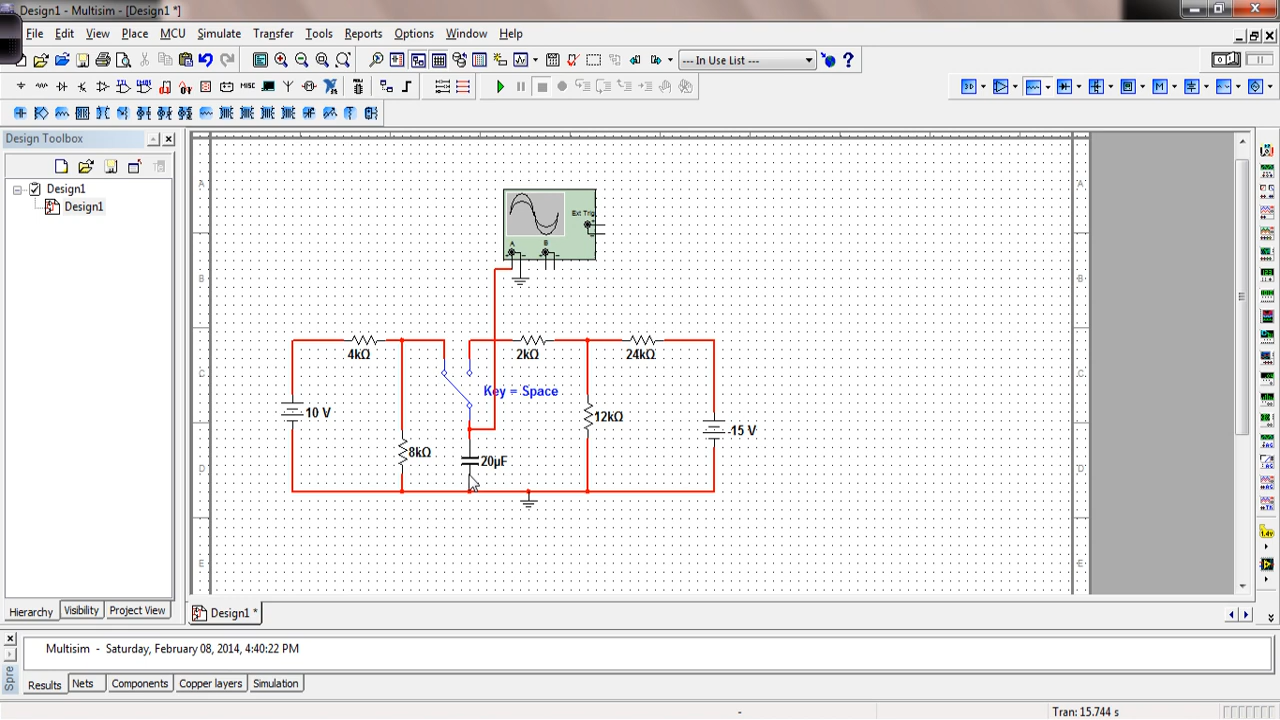 Design1 - Multisim - [Design1 *]
File Edit View Place MCU Simulate Transfer Tools Reports Options Window Help
--- In Use List ---
Design Toolbox
Design1
Design1
A A
B B
C C
D D
E E
Ext Trig
A B
4kΩ 2kΩ 24kΩ
Key = Space
10 V 12kΩ 15 V
8kΩ 20µF
Hierarchy Visibility Project View
Design1 *
Multisim - Saturday, February 08, 2014, 4:40:22 PM
Spre
Results Nets Components Copper layers Simulation
- Tran: 15.744 s